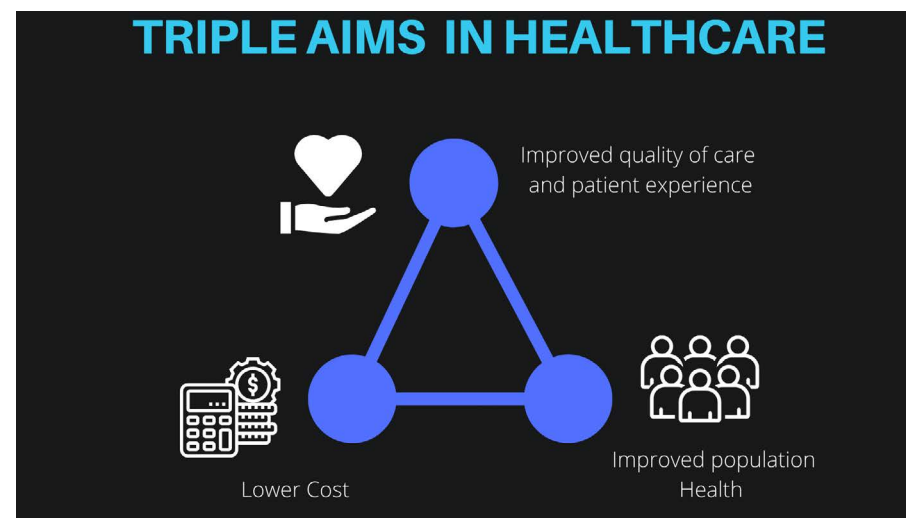 TRIPLE AIMS IN HEALTHCARE
Improved quality of care
and patient experience
$
Improved population
Health
Lower Cost